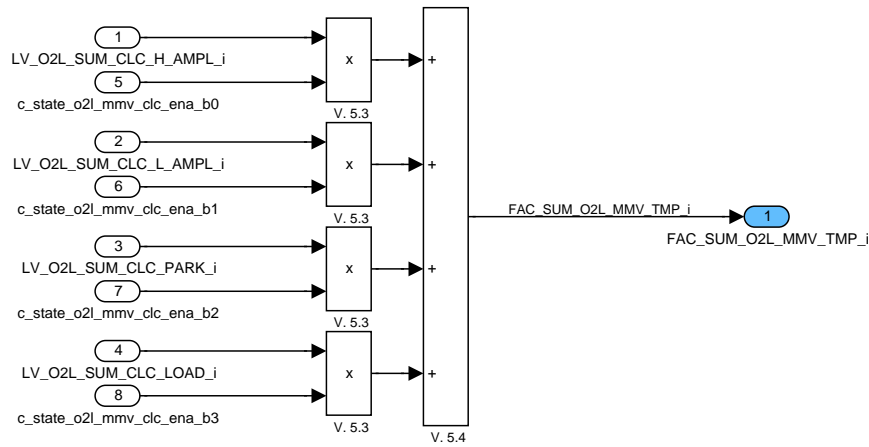 1
LV_O2L_SUM_CLC_H_AMPL_i
5
c_state_o2l_mmv_clc_ena_b0
x
V. 5.3
+
2
LV_O2L_SUM_CLC_L_AMPL_i
6
c_state_o2l_mmv_clc_ena_b1
x
V. 5.3
+
3
LV_O2L_SUM_CLC_PARK_i
7
c_state_o2l_mmv_clc_ena_b2
x
V. 5.3
+
4
LV_O2L_SUM_CLC_LOAD_i
8
c_state_o2l_mmv_clc_ena_b3
x
V. 5.3
+
V. 5.4
FAC_SUM_O2L_MMV_TMP_i
1
FAC_SUM_O2L_MMV_TMP_i